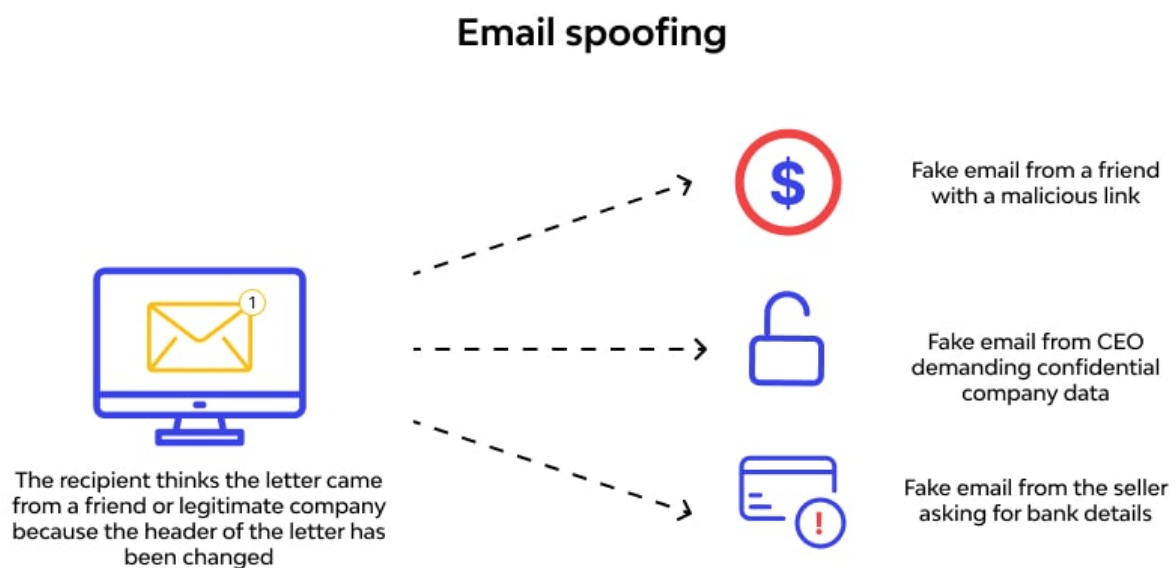 Email spoofing
$
Fake email from a friend
with a malicious link
1
Fake email from CEO
demanding confidential
company data
The recipient thinks the letter came
from a friend or legitimate company
because the header of the letter has
been changed
!
Fake email from the seller
asking for bank details